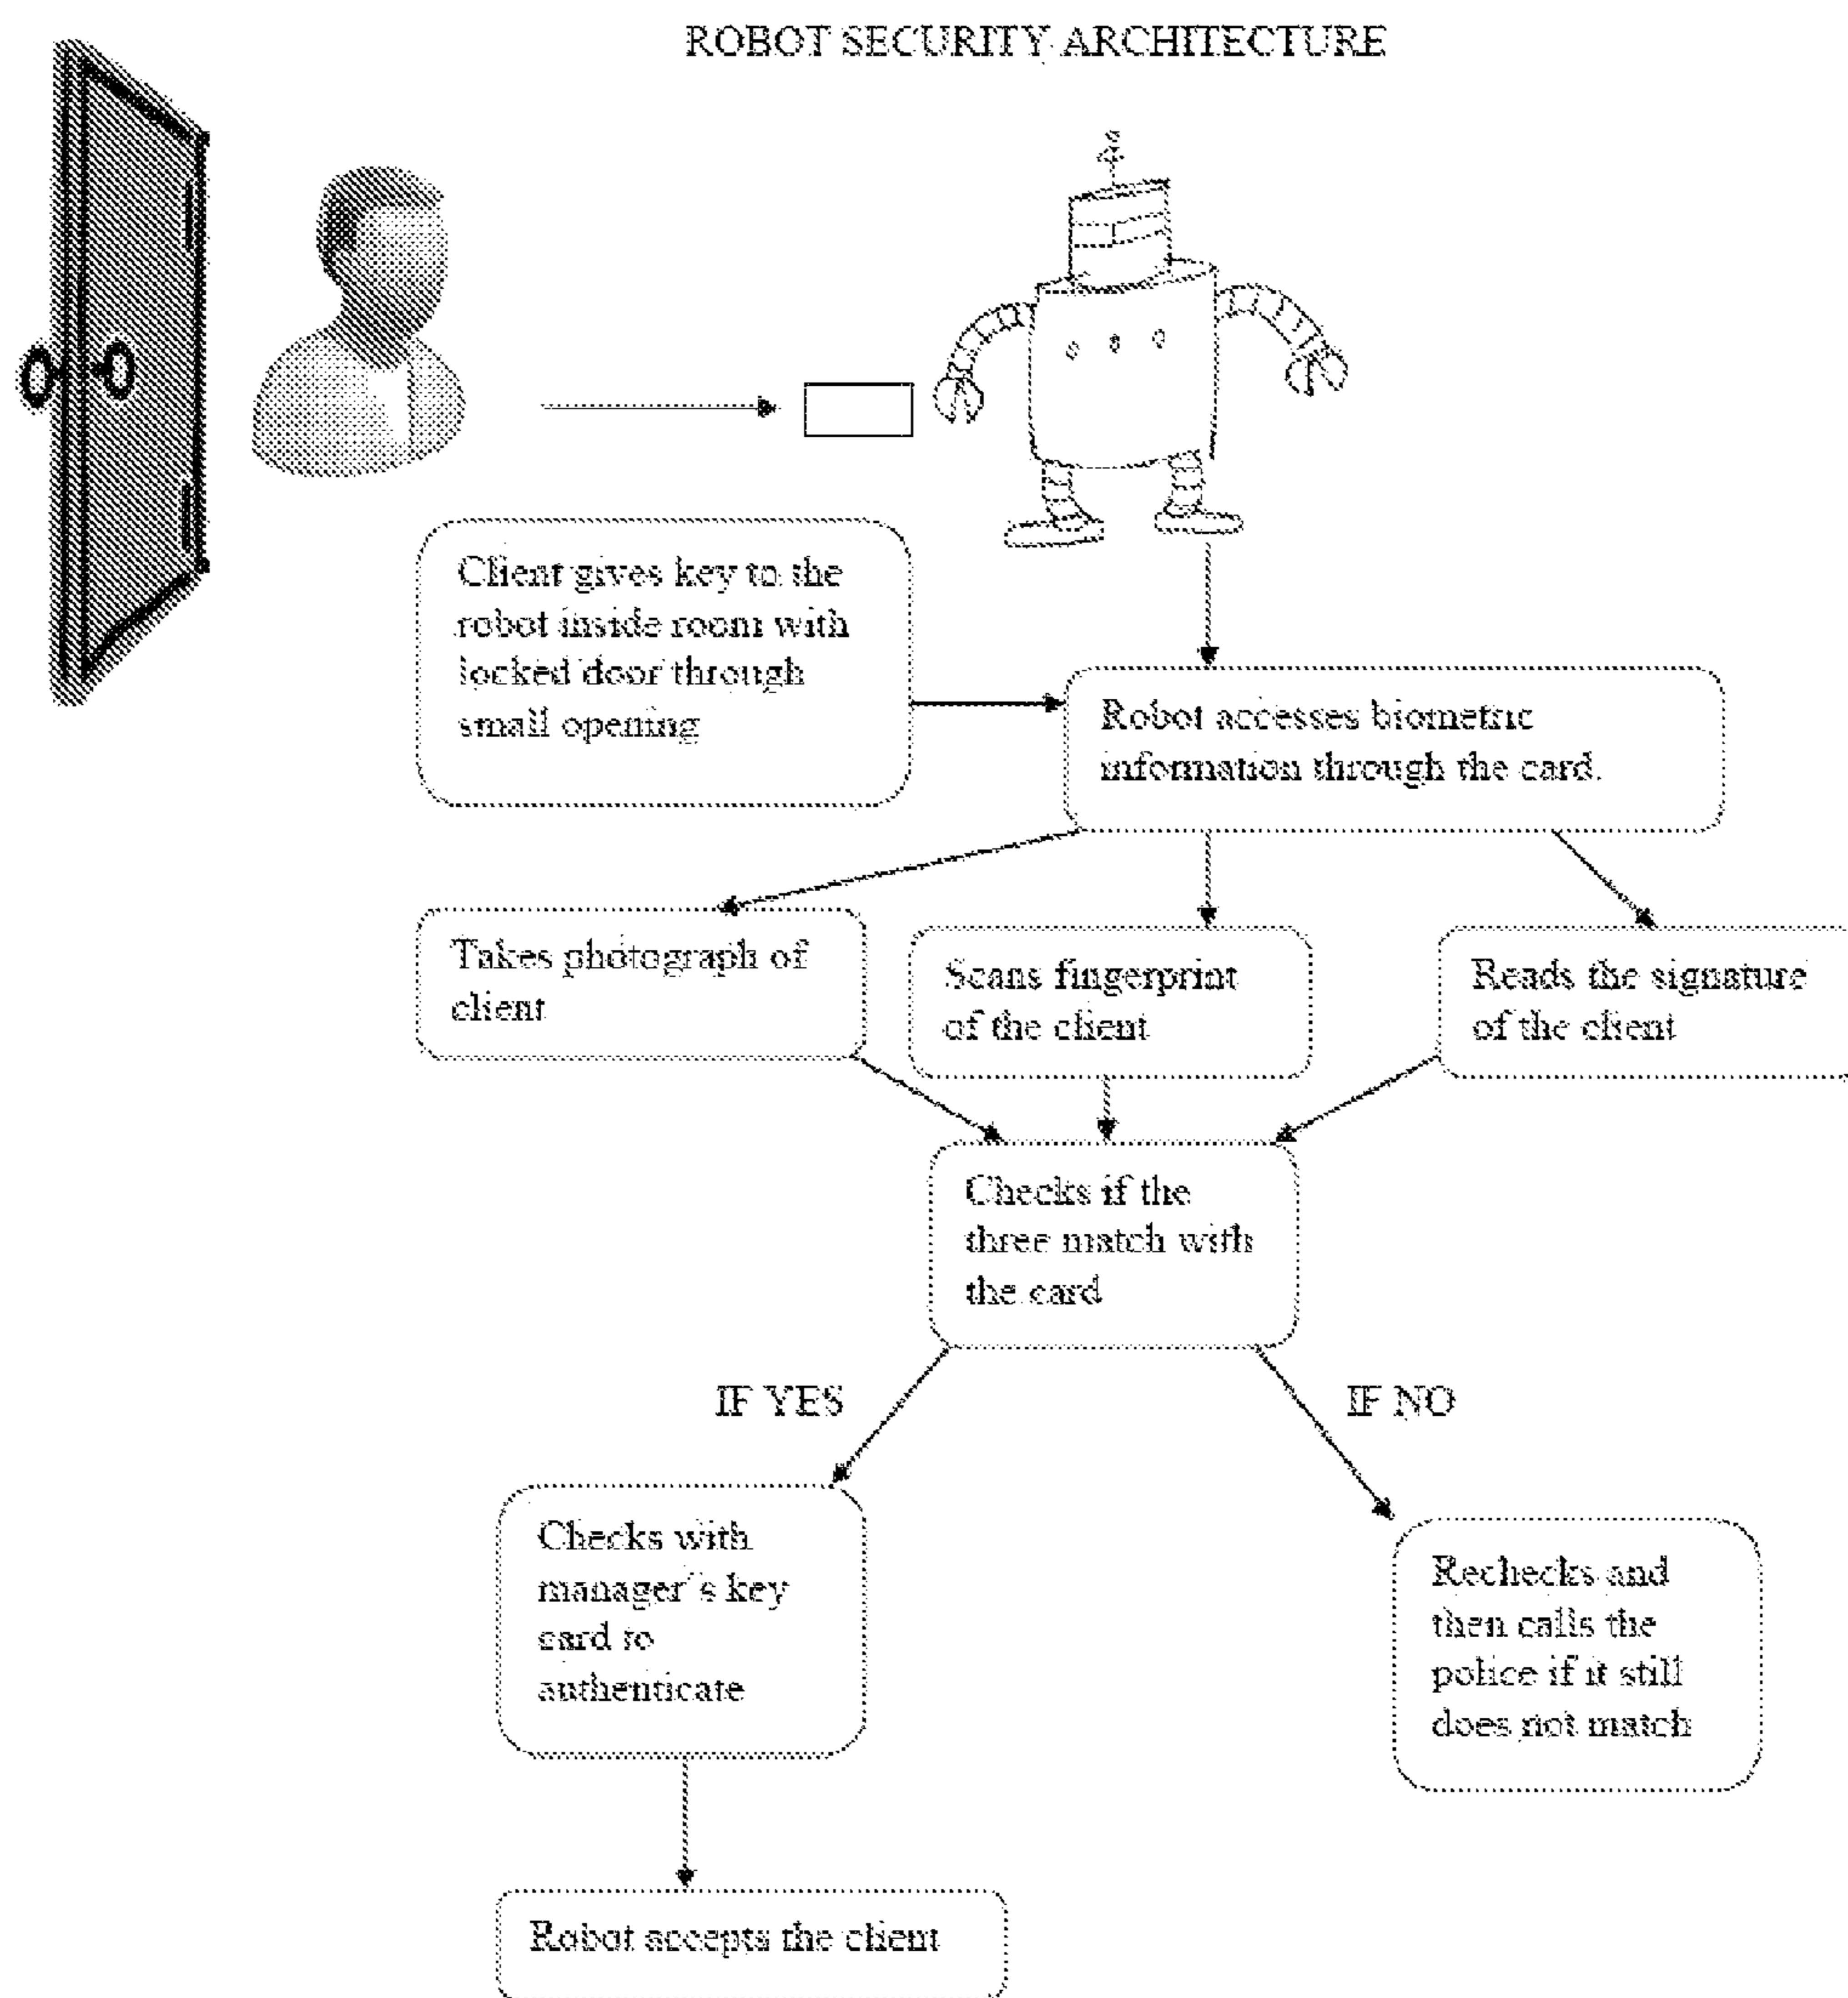 ROBOT SECURITY ARCHITECTURE
Client gives key to the
robot inside room with
locked door through
small opening
Robot accesses biometric
information through the card.
Takes photograph of
client
Scans fingerprint
of the client
Reads the signature
of the client
Checks if the
three match with
the card
IF YES
IF NO
Checks with
manager's key
card to
authenticate
Rechecks and
then calls the
police if it still
does not match
Robot accepts the client